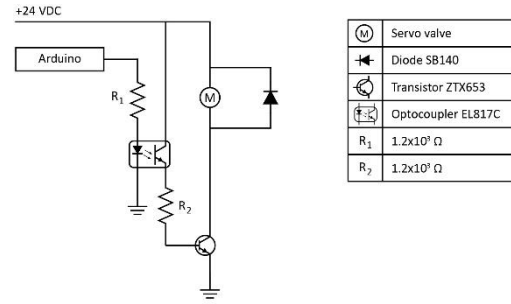 +24 VDC
Arduino
R1
M
R2
M Servo valve
Diode SB140
Transistor ZTX653
Optocoupler EL817C
R1 1.2x10³ Ω
R2 1.2x10³ Ω